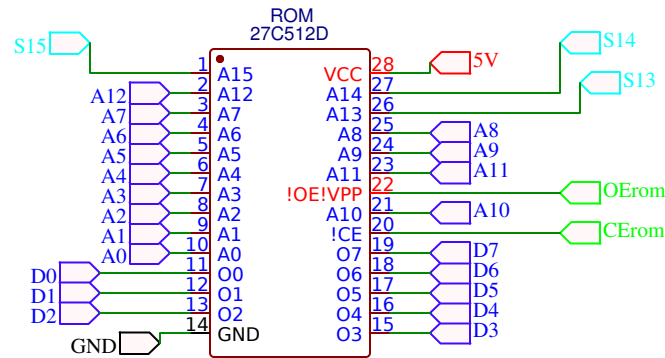 ROM
27C512D
S15 1 A15 VCC 28 5V S14
A12 2 A12 A14 27 S13
A7 3 A7 A13 26
A6 4 A6 A8 25 A8
A5 5 A5 A9 24 A9
A4 6 A4 A11 23 A11
A3 7 A3 !OE!VPP 22 OErom
A2 8 A2 A10 21 A10
A1 9 A1 !CE 20 CErom
A0 10 A0 O7 19 D7
D0 11 O0 O6 18 D6
D1 12 O1 O5 17 D5
D2 13 O2 O4 16 D4
GND 14 GND O3 15 D3